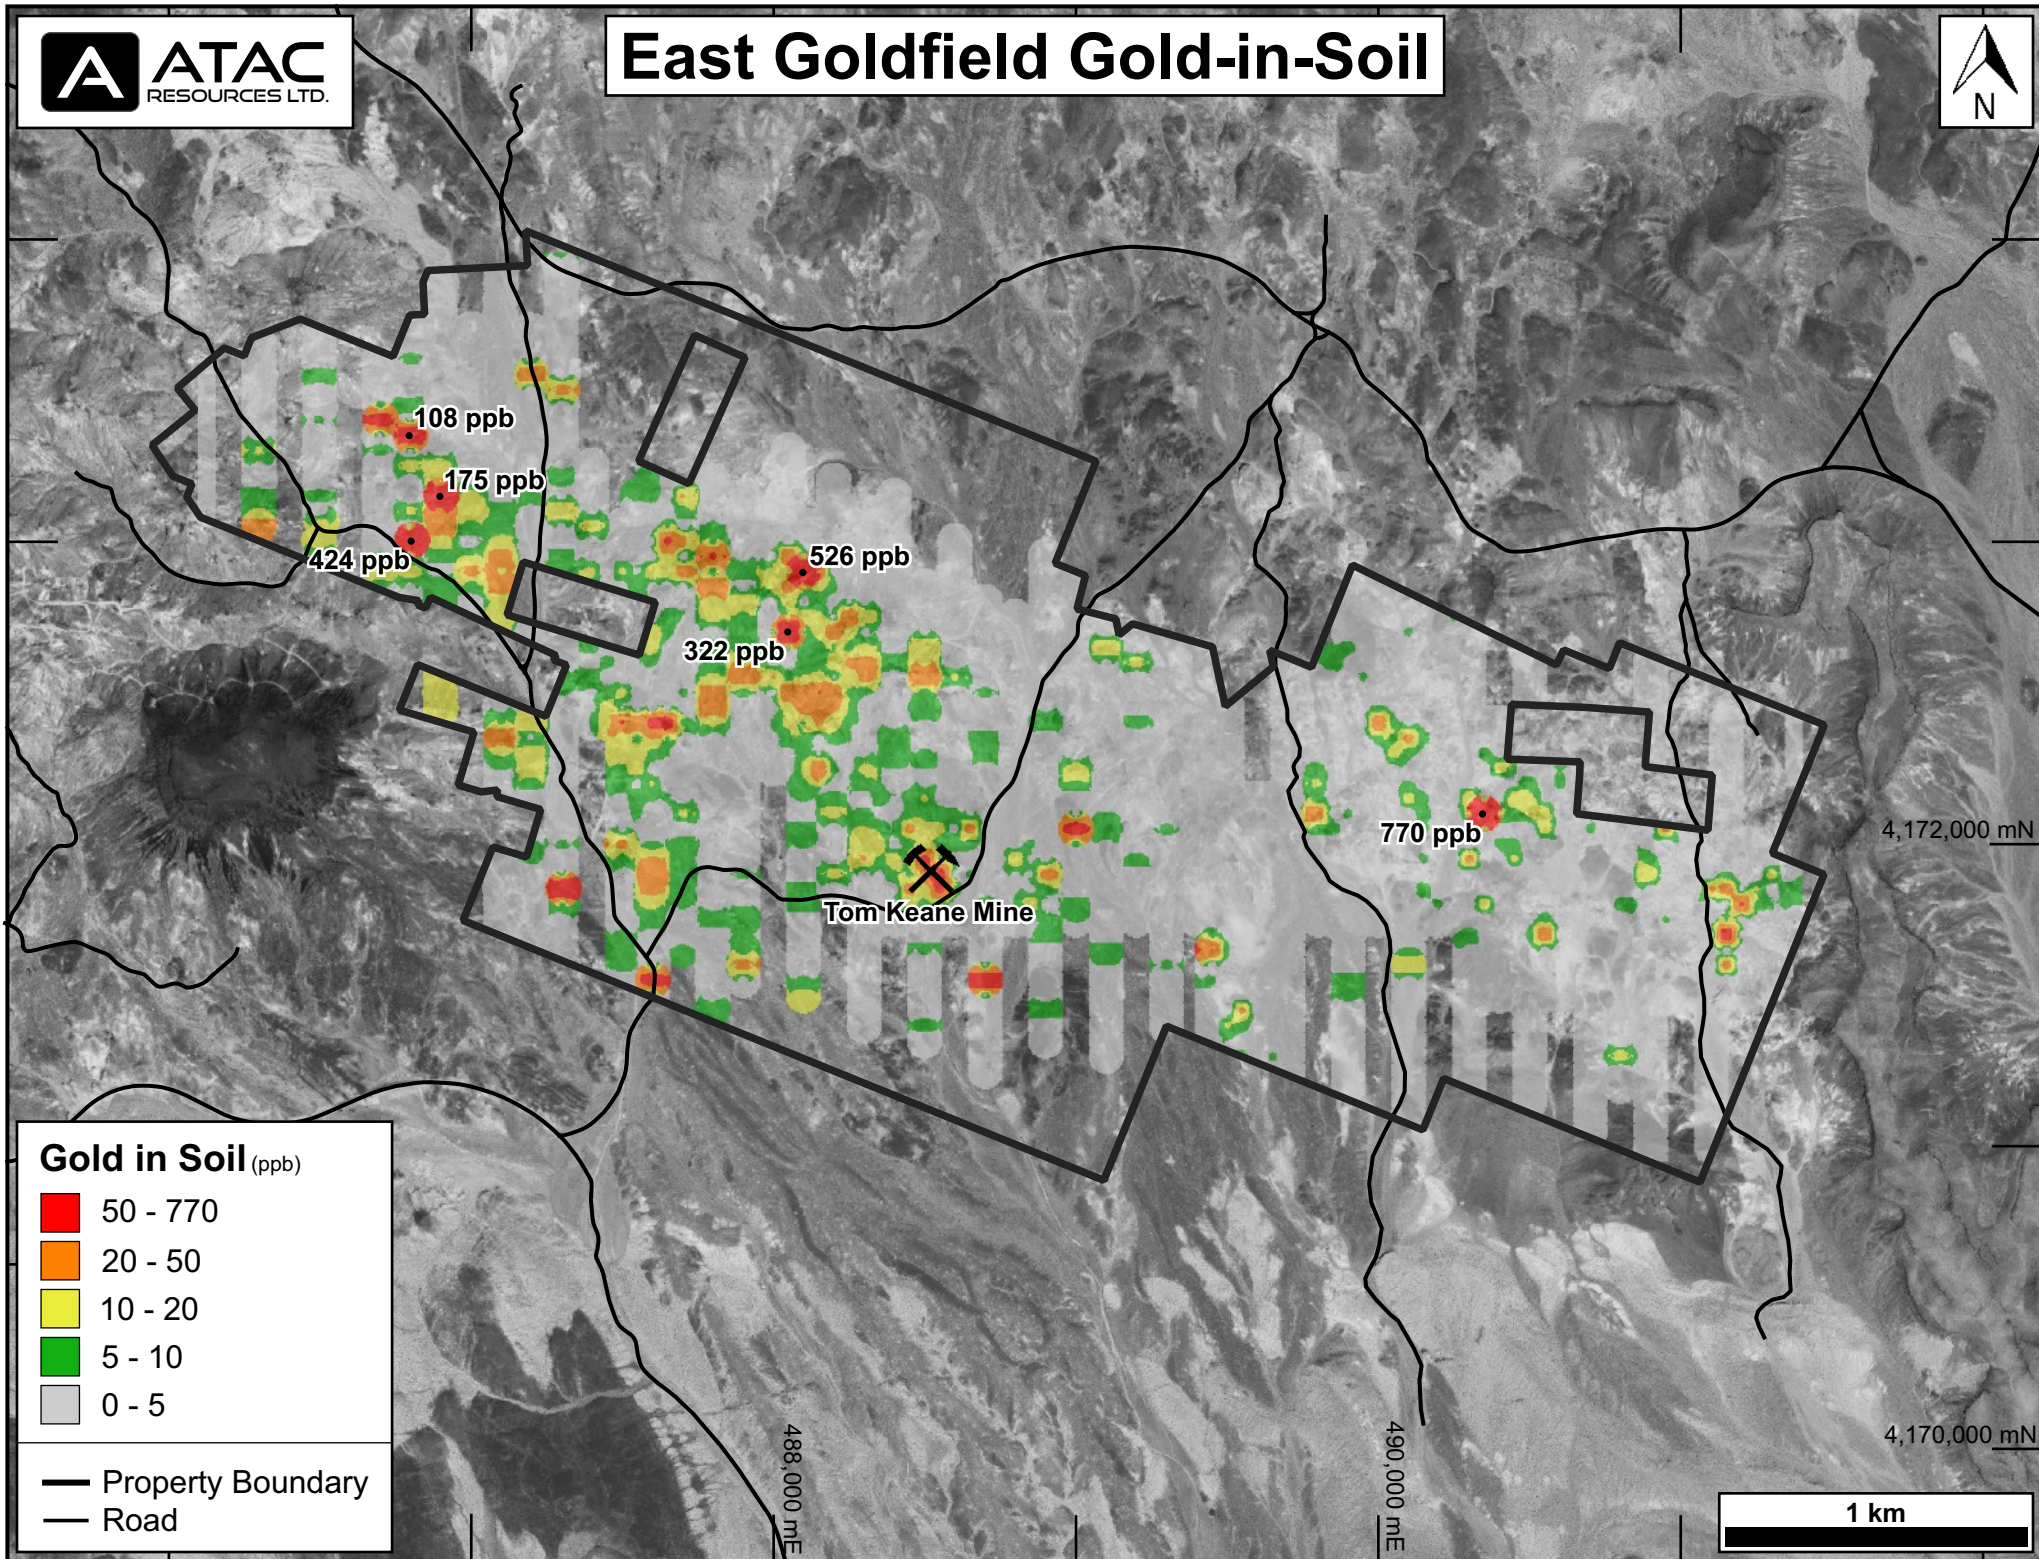 ATAC
RESOURCES LTD.
East Goldfield Gold-in-Soil
N
108 ppb
175 ppb
424 ppb
526 ppb
322 ppb
770 ppb
4,172,000 mN
Tom Keane Mine
Gold in Soil (ppb)
50 - 770
20 - 50
10 - 20
5 - 10
0 - 5
Property Boundary
Road
488,000 mE
490,000 mE
4,170,000 mN
1 km